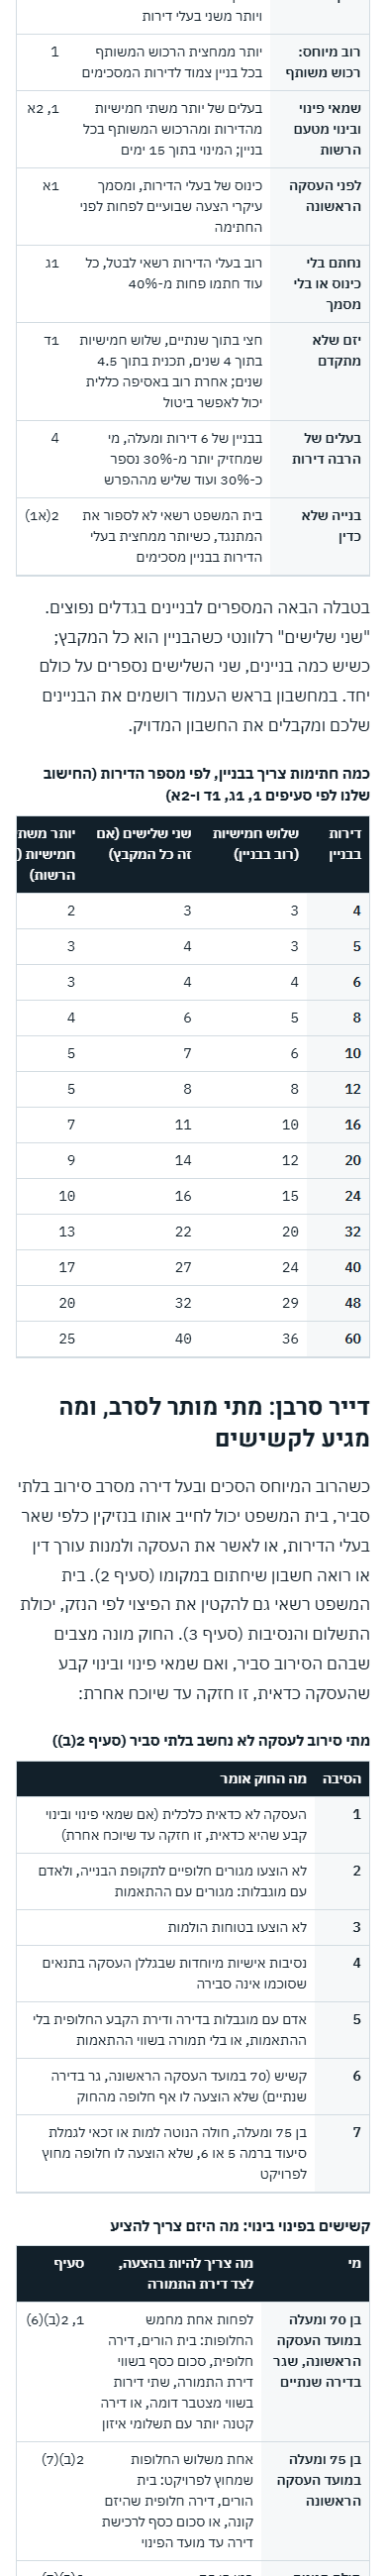 ויותר משני בעלי דירות
רוב מיוחס: יותר ממחצית הרכוש המשותף 1
רכוש משותף בכל בניין צמוד לדירות המסכימים
שמאי פינוי בעלים של יותר משתי חמישיות 1, 2א
ובינוי מטעם מהדירות ומהרכוש המשותף בכל
הרשות בניין; המינוי בתוך 15 ימים
לפני העסקה כינוס של בעלי הדירות, ומסמך 1א
הראשונה עיקרי הצעה שבועיים לפחות לפני
החתימה
נחתם בלי רוב בעלי הדירות רשאי לבטל, כל 1ג
כינוס או בלי עוד חתמו פחות מ-40%
מסמך
יזם שלא חצי בתוך שנתיים, שלוש חמישיות 1ד
מתקדם בתוך 4 שנים, תכנית בתוך 4.5
שנים; אחרת רוב באסיפה כללית
יכול לאפשר ביטול
בעלים של בבניין של 6 דירות ומעלה, מי 4
הרבה דירות שמחזיק יותר מ-30% נספר
כ-30% ועוד שליש מההפרש
בנייה שלא בית המשפט רשאי לא לספור את 2(א1)
כדין המתנגד, כשיותר ממחצית בעלי
הדירות בבניין מסכימים
בטבלה הבאה המספרים לבניינים בגדלים נפוצים.
"שני שלישים" רלוונטי כשהבניין הוא כל המקבץ;
כשיש כמה בניינים, שני השלישים נספרים על כולם
יחד. במחשבון בראש העמוד רושמים את הבניינים
שלכם ומקבלים את החשבון המדויק.
כמה חתימות צריך בבניין, לפי מספר הדירות (החישוב
שלנו לפי סעיפים 1, 1ג, 1ד ו-2א)
דירות שלוש חמישיות שני שלישים (אם יותר משת
בבניין (רוב בבניין) זה כל המקבץ) חמישיות (
הרשות)
4 3 3 2
5 3 4 3
6 4 4 3
8 5 6 4
10 6 7 5
12 8 8 5
16 10 11 7
20 12 14 9
24 15 16 10
32 20 22 13
40 24 27 17
48 29 32 20
60 36 40 25
דייר סרבן: מתי מותר לסרב, ומה
מגיע לקשישים
כשהרוב המיוחס הסכים ובעל דירה מסרב סירוב בלתי
סביר, בית המשפט יכול לחייב אותו בנזיקין כלפי שאר
בעלי הדירות, או לאשר את העסקה ולמנות עורך דין
או רואה חשבון שיחתום במקומו (סעיף 2). בית
המשפט רשאי גם להקטין את הפיצוי לפי הנזק, יכולת
התשלום והנסיבות (סעיף 3). החוק מונה מצבים
שבהם הסירוב סביר, ואם שמאי פינוי ובינוי קבע
שהעסקה כדאית, זו חזקה עד שיוכח אחרת:
מתי סירוב לעסקה לא נחשב בלתי סביר (סעיף 2(ב))
הסיבה מה החוק אומר
1 העסקה לא כדאית כלכלית (אם שמאי פינוי ובינוי
קבע שהיא כדאית, זו חזקה עד שיוכח אחרת)
2 לא הוצעו מגורים חלופיים לתקופת הבנייה, ולאדם
עם מוגבלות: מגורים עם ההתאמות
3 לא הוצעו בטוחות הולמות
4 נסיבות אישיות מיוחדות שבגללן העסקה בתנאים
שסוכמו אינה סבירה
5 אדם עם מוגבלות בדירה ודירת הקבע החלופית בלי
ההתאמות, או בלי תמורה בשווי ההתאמות
6 קשיש (70 במועד העסקה הראשונה, גר בדירה
שנתיים) שלא הוצעה לו אף חלופה מהחוק
7 בן 75 ומעלה, חולה הנוטה למות או זכאי לגמלת
סיעוד ברמה 5 או 6, שלא הוצעה לו חלופה מחוץ
לפרויקט
קשישים בפינוי בינוי: מה היזם צריך להציע
מי מה צריך להיות בהצעה, סעיף
לצד דירת התמורה
בן 70 ומעלה לפחות אחת מחמש 1, 2(ב)(6)
במועד העסקה החלופות: בית הורים, דירה
הראשונה, שגר חלופית, סכום כסף בשווי
בדירה שנתיים דירת התמורה, שתי דירות
בשווי מצטבר דומה, או דירה
קטנה יותר עם תשלומי איזון
בן 75 ומעלה אחת משלוש החלופות 2(ב)(7)
במועד העסקה שמחוץ לפרויקט: בית
הראשונה הורים, דירה חלופית שהיזם
קונה, או סכום כסף לרכישת
דירה עד מועד הפינוי